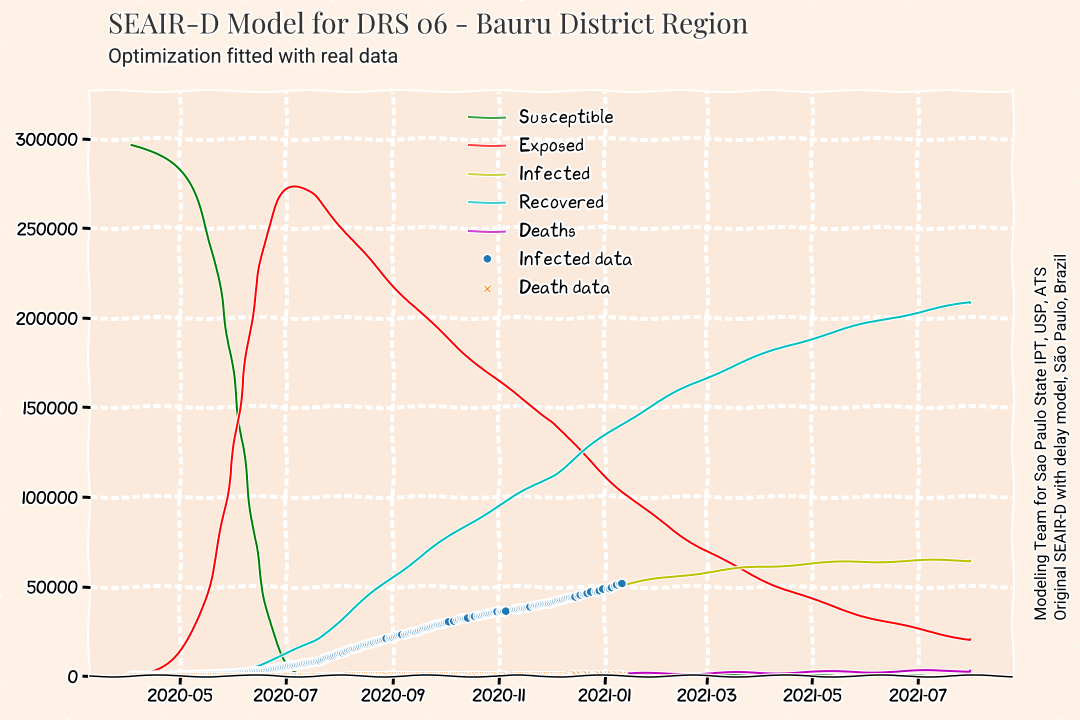 SEAIR-D Model for DRS 06 - Bauru District Region
Optimization fitted with real data
Susceptible
Exposed
Infected
Recovered
Deaths
Infected data
Death data
300000
250000
200000
150000
100000
50000
0
2020-05 2020-07 2020-09 2020-11 2021-01 2021-03 2021-05 2021-07
Modeling Team for Sao Paulo State IPT, USP, ATS
Original SEAIR-D with delay model, São Paulo, Brazil